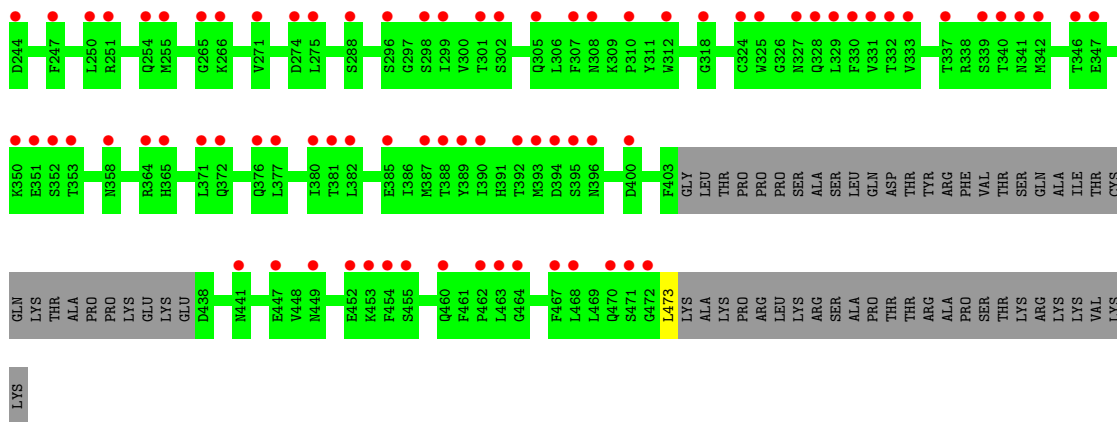 D244 F247 L250 R251 Q254 M255 G265 K266 V271 D274 L275 S288 S296 G297 S298 I299 V300 T301 S302 Q305 L306 F307 N308 K309 P310 Y311 W312 G318 C324 W325 G326 N327 Q328 L329 F330 V331 T332 V333 T337 R338 S339 T340 N341 M342 T346 E347
K350 E351 S352 T353 N358 R364 H365 L371 Q372 Q376 L377 I380 T381 L382 E385 I386 M387 T388 Y389 I390 H391 T392 M393 D394 S395 N396 D400 F403 GLY LEU THR PRO PRO PRO SER ALA SER LEU GLN ASP THR TYR ARG PHE VAL THR SER GLN ALA ILE THR CYS
GLN LYS THR ALA PRO PRO LYS GLU LYS GLU D438 N441 E447 V448 N449 E452 K453 F454 S455 Q460 F461 P462 L463 G464 F467 L468 L469 Q470 S471 G472 L473 LYS ALA LYS PRO ARG LEU LYS ARG SER ALA PRO THR THR ARG ALA PRO SER THR LYS ARG LYS LYS VAL LYS
LYS